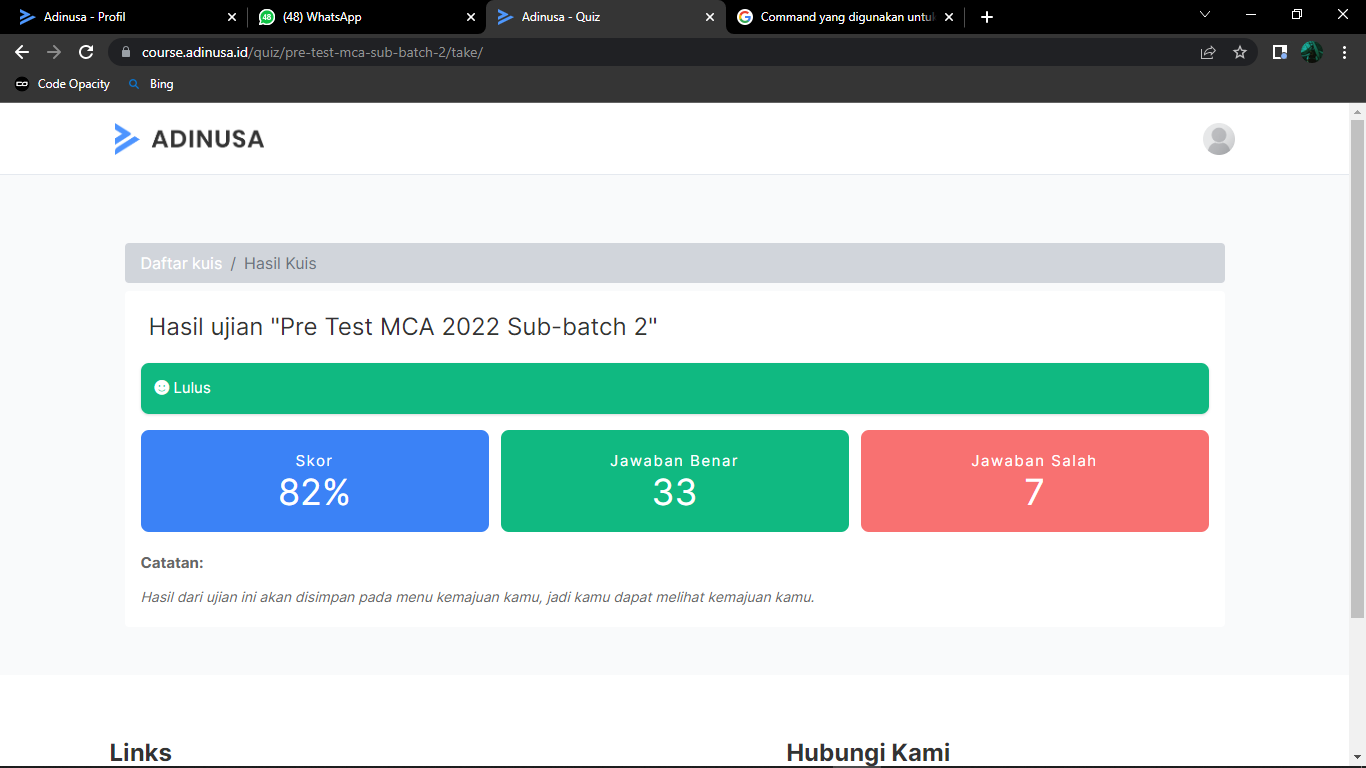 Adinusa - Profil
(48) WhatsApp
Adinusa - Quiz
Command yang digunakan untuk
course.adinusa.id/quiz/pre-test-mca-sub-batch-2/take/
Code Opacity
Bing
ADINUSA
Daftar kuis / Hasil Kuis
Hasil ujian "Pre Test MCA 2022 Sub-batch 2"
Lulus
Skor
82%
Jawaban Benar
33
Jawaban Salah
7
Catatan:
Hasil dari ujian ini akan disimpan pada menu kemajuan kamu, jadi kamu dapat melihat kemajuan kamu.
Links
Hubungi Kami